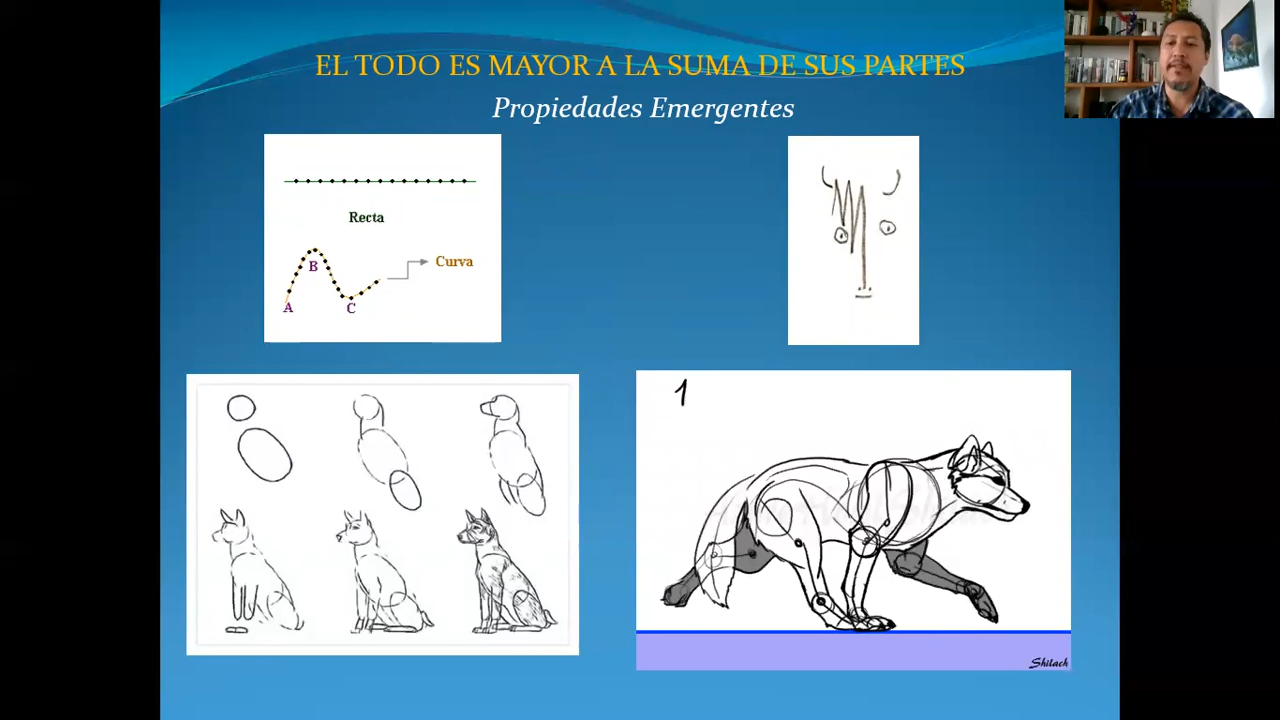 EL TODO ES MAYOR A LA SUMA DE SUS PARTES
Propiedades Emergentes
Recta
B
Curva
A
C
1
Shilach